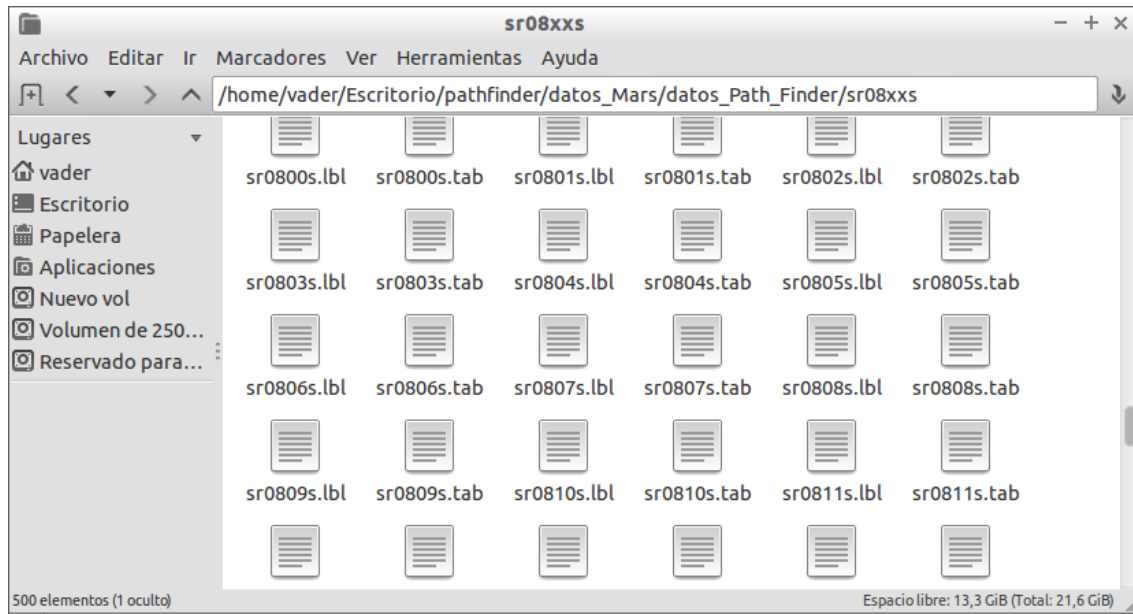 sr08xxs
Archivo Editar Ir Marcadores Ver Herramientas Ayuda
/home/vader/Escritorio/pathfinder/datos_Mars/datos_Path_Finder/sr08xxs
Lugares
vader
Escritorio
Papelera
Aplicaciones
Nuevo vol
Volumen de 250...
Reservado para...
sr0800s.lbl sr0800s.tab sr0801s.lbl sr0801s.tab sr0802s.lbl sr0802s.tab
sr0803s.lbl sr0803s.tab sr0804s.lbl sr0804s.tab sr0805s.lbl sr0805s.tab
sr0806s.lbl sr0806s.tab sr0807s.lbl sr0807s.tab sr0808s.lbl sr0808s.tab
sr0809s.lbl sr0809s.tab sr0810s.lbl sr0810s.tab sr0811s.lbl sr0811s.tab
500 elementos (1 oculto) Espacio libre: 13,3 GiB (Total: 21,6 GiB)